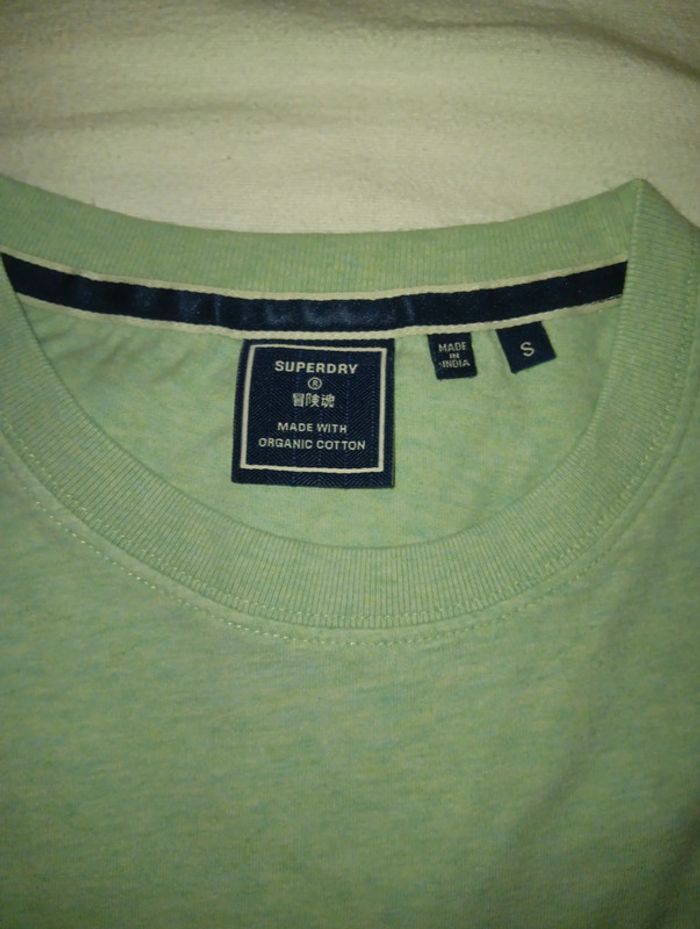 SUPERDRY
®
冒険魂
MADE WITH
ORGANIC COTTON
MADE
IN
INDIA
S